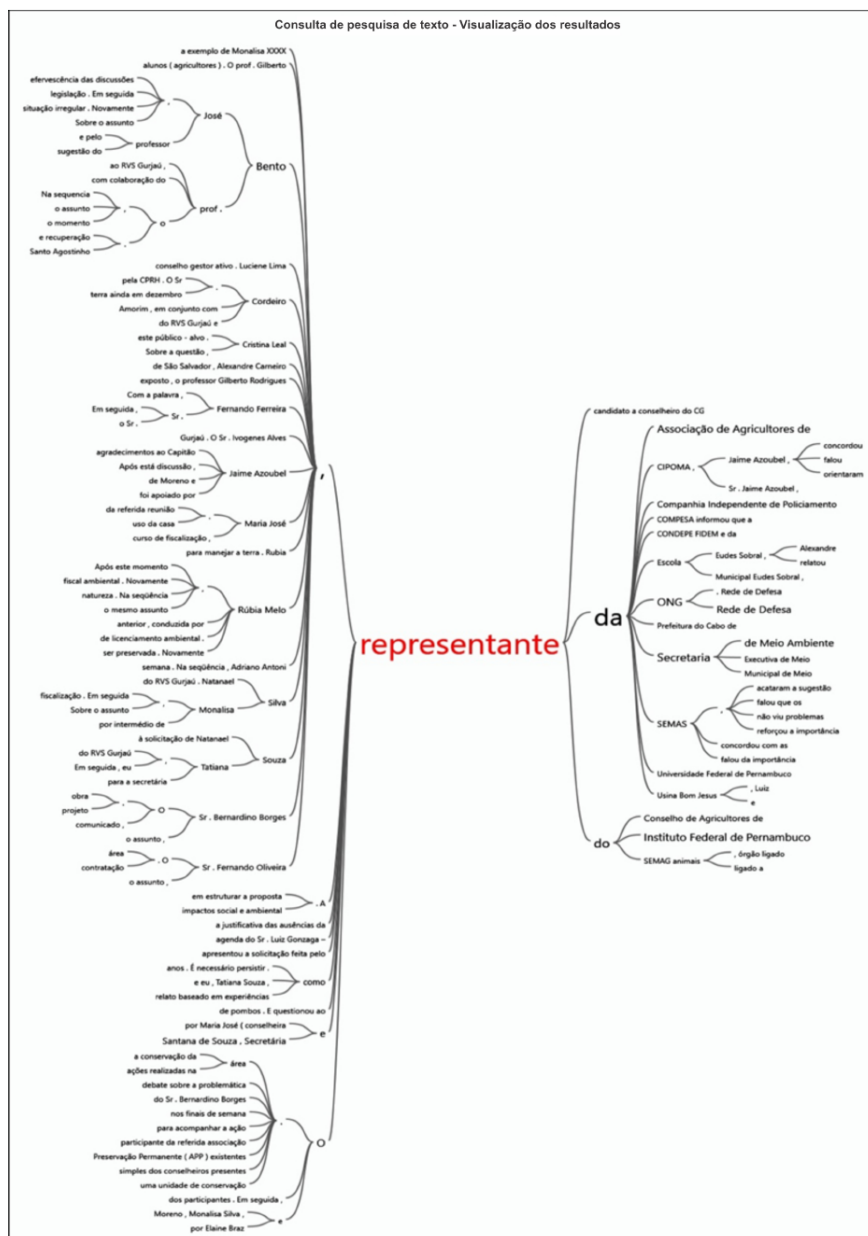 Consulta de pesquisa de texto - Visualização dos resultados
a exemplo de Monalisa XXXX
alunos ( agricultores ) . O prof . Gilberto
efervescência das discussões
legislação . Em seguida
situação irregular . Novamente
Sobre o assunto
,
José
e pelo
sugestão do
professor
Bento
ao RVS Gurjaú ,
com colaboração do
prof .
Na sequencia
o assunto
o momento
,
o
e recuperação
Santo Agostinho
.
conselho gestor ativo . Luciene Lima
pela CPRH . O Sr
terra ainda em dezembro
.
Cordeiro
Amorim , em conjunto com
do RVS Gurjaú e
este público - alvo .
Sobre a questão ,
Cristina Leal
de São Salvador , Alexandre Carneiro
exposto , o professor Gilberto Rodrigues
Com a palavra ,
Em seguida ,
o Sr .
Sr .
Fernando Ferreira
Gurjaú . O Sr . Ivogenes Alves
agradecimentos ao Capitão
Após está discussão ,
de Moreno e
foi apoiado por
Jaime Azoubel
,
da referida reunião
uso da casa
.
curso de fiscalização ,
Maria José
para manejar a terra . Rubia
Após este momento
fiscal ambiental . Novamente
natureza . Na seqüência
o mesmo assunto
,
anterior , conduzida por
de licenciamento ambiental .
ser preservada . Novamente
Rúbia Melo
semana . Na seqüência , Adriano Antoni
do RVS Gurjaú . Natanael
fiscalização . Em seguida
Sobre o assunto
,
por intermédio de
Monalisa
Silva
à solicitação de Natanael
do RVS Gurjaú
Em seguida , eu
,
para a secretária
Tatiana
Souza
obra
projeto
.
comunicado ,
O
o assunto ,
Sr . Bernardino Borges
área
contratação
. O
o assunto ,
Sr . Fernando Oliveira
em estruturar a proposta
impactos social e ambiental
. A
a justificativa das ausências da
agenda do Sr . Luiz Gonzaga –
apresentou a solicitação feita pelo
anos . É necessário persistir .
e eu , Tatiana Souza ,
relato baseado em experiências
como
de pombos . E questionou ao
por Maria José ( conselheira
Santana de Souza , Secretária
e
a conservação da
ações realizadas na
área
debate sobre a problemática
do Sr . Bernardino Borges
nos finais de semana
para acompanhar a ação
participante da referida associação
Preservação Permanente ( APP ) existentes
simples dos conselheiros presentes
uma unidade de conservação
.
dos participantes . Em seguida ,
Moreno , Monalisa Silva ,
por Elaine Braz
e
O
representante
candidato a conselheiro do CG
da
Associação de Agricultores de
CIPOMA ,
Jaime Azoubel ,
concordou
falou
orientaram
Sr . Jaime Azoubel ,
Companhia Independente de Policiamento
COMPESA informou que a
CONDEPE FIDEM e da
Escola
Eudes Sobral ,
Alexandre
relatou
Municipal Eudes Sobral ,
ONG
. Rede de Defesa
Rede de Defesa
Prefeitura do Cabo de
Secretaria
de Meio Ambiente
Executiva de Meio
Municipal de Meio
SEMAS
,
acataram a sugestão
falou que os
não viu problemas
reforçou a importância
concordou com as
falou da importância
Universidade Federal de Pernambuco
Usina Bom Jesus
, Luiz
e
do
Conselho de Agricultores de
Instituto Federal de Pernambuco
SEMAG animais
, órgão ligado
ligado a